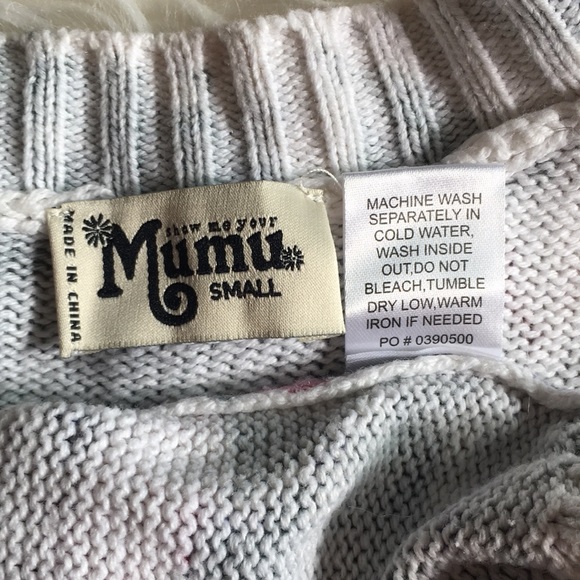 show me your
Mumu
SMALL
MADE IN CHINA
MACHINE WASH
SEPARATELY IN
COLD WATER,
WASH INSIDE
OUT,DO NOT
BLEACH,TUMBLE
DRY LOW,WARM
IRON IF NEEDED
PO # 0390500